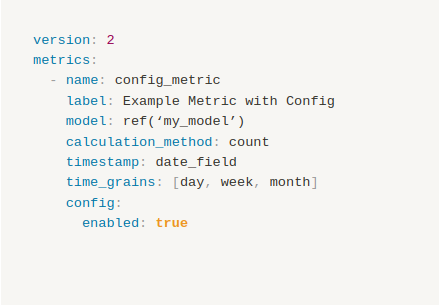 version: 2
metrics:
  - name: config_metric
    label: Example Metric with Config
    model: ref(‘my_model’)
    calculation_method: count
    timestamp: date_field
    time_grains: [day, week, month]
    config:
      enabled: true